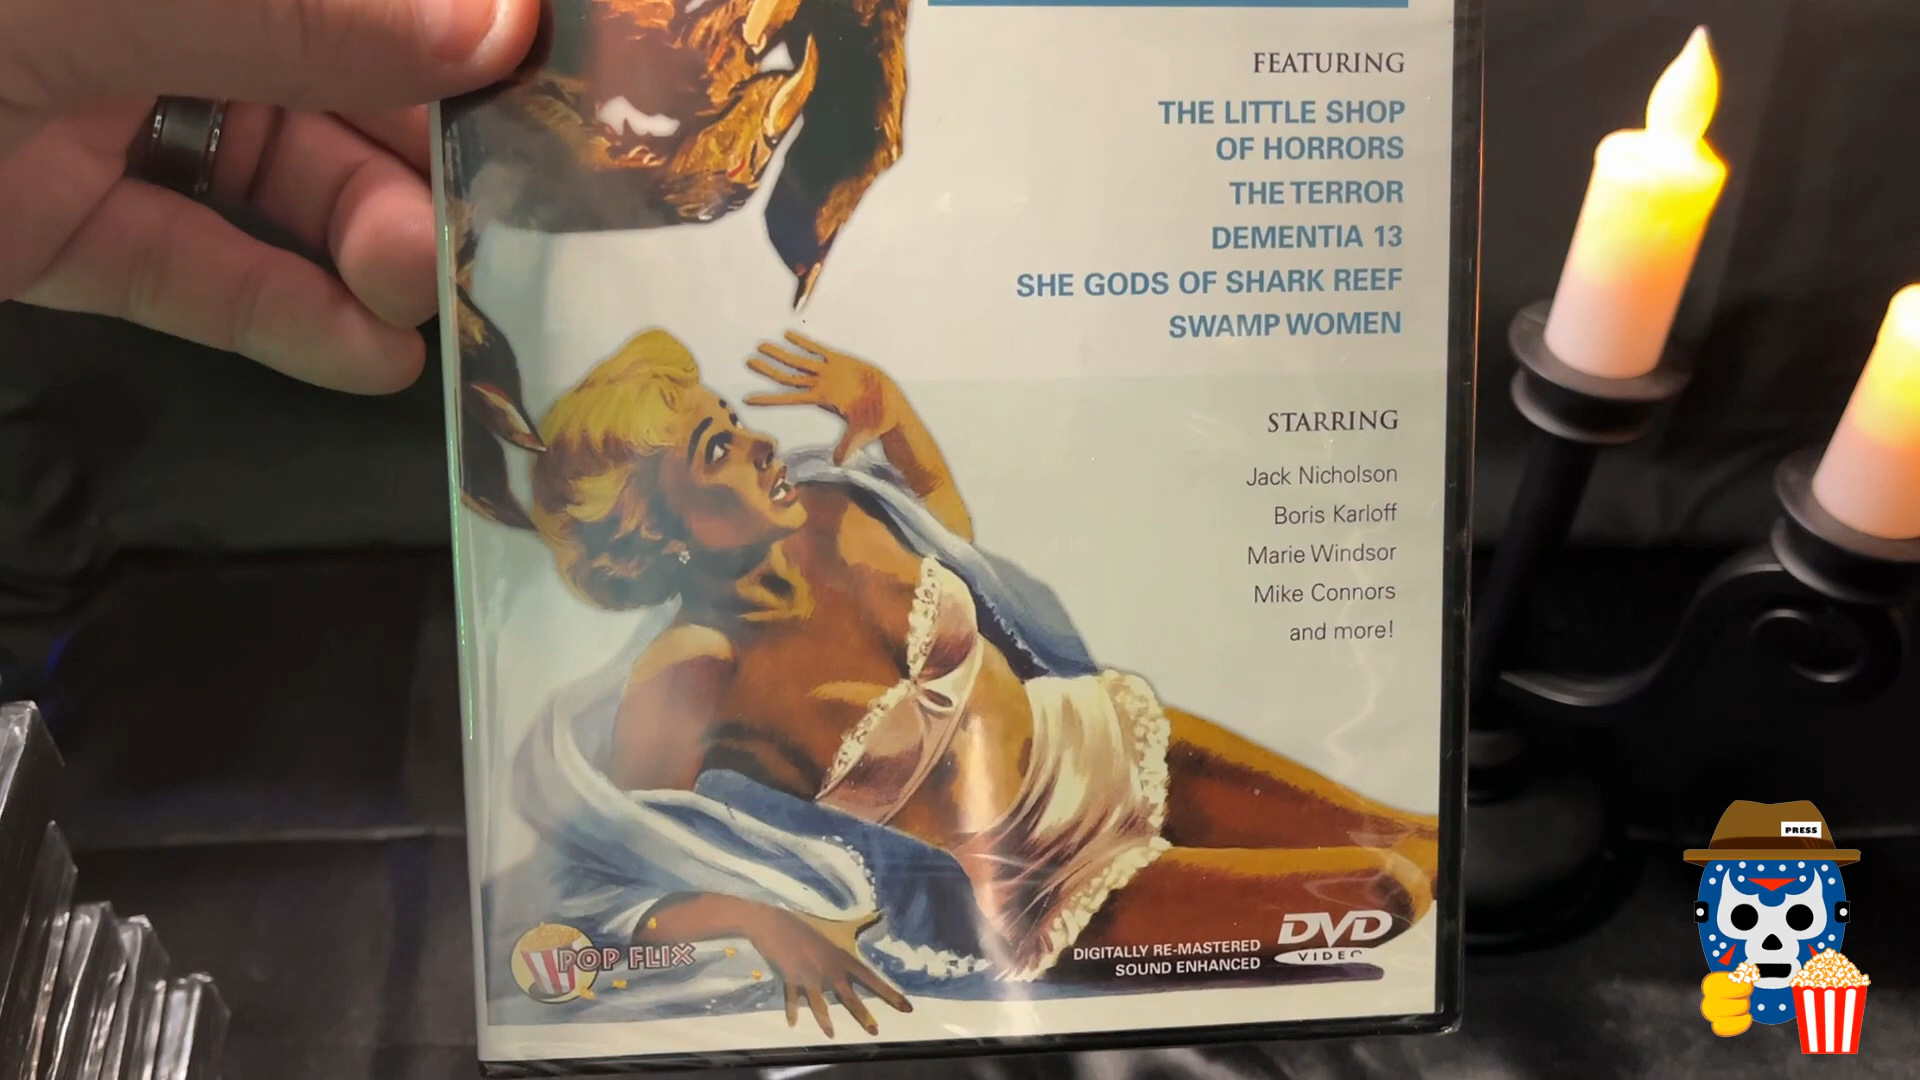 FEATURING
THE LITTLE SHOP
OF HORRORS
THE TERROR
DEMENTIA 13
SHE GODS OF SHARK REEF
SWAMP WOMEN
STARRING
Jack Nicholson
Boris Karloff
Marie Windsor
Mike Connors
and more!
PRESS
POP FLIX
DIGITALLY RE-MASTERED
SOUND ENHANCED
DVD
VIDEO